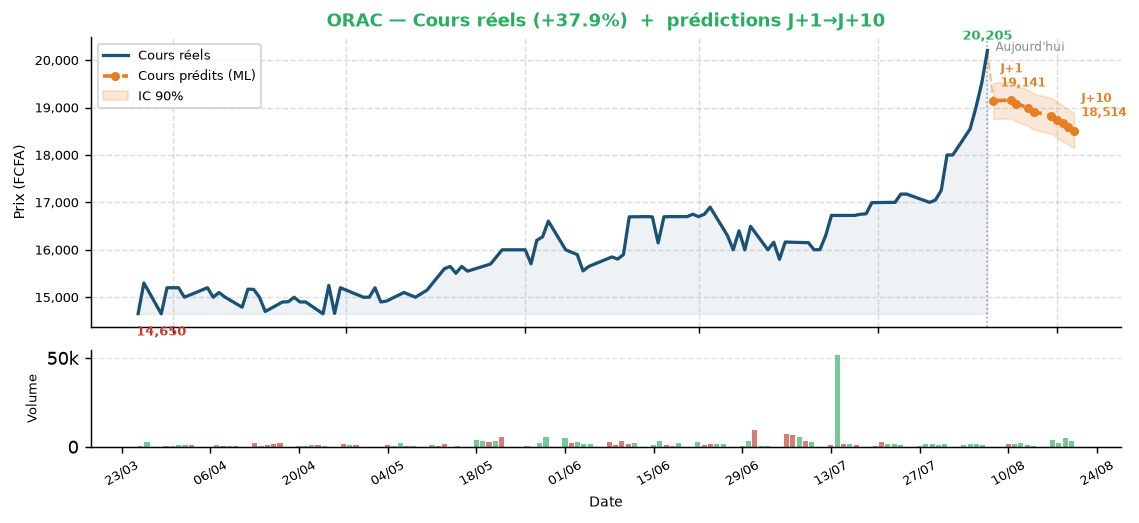 ORAC — Cours réels (+37.9%)  +  prédictions J+1→J+10
Cours réels
Cours prédits (ML)
IC 90%
20,205
Aujourd'hui
J+1
19,141
J+10
18,514
14,650
Prix (FCFA)
20,000
19,000
18,000
17,000
16,000
15,000
Volume
50k
0
23/03
06/04
20/04
04/05
18/05
01/06
15/06
29/06
13/07
27/07
10/08
24/08
Date